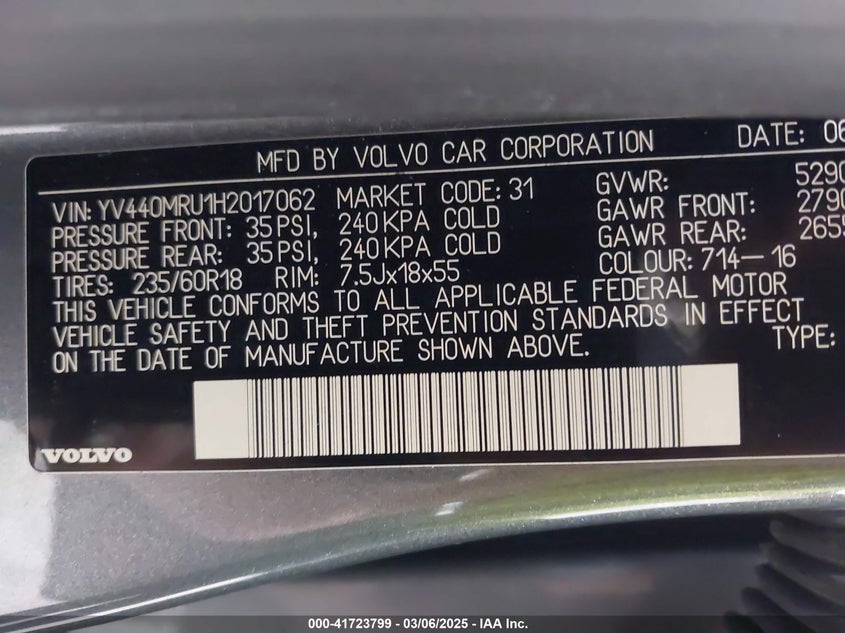 MFD BY VOLVO CAR CORPORATION DATE: 06
VIN: YV440MRU1H2017062 MARKET CODE: 31 GVWR: 5290
PRESSURE FRONT: 35 PSI, 240 KPA COLD GAWR FRONT: 2790
PRESSURE REAR: 35 PSI, 240 KPA COLD GAWR REAR: 2655
TIRES: 235/60R18 RIM: 7.5Jx18x55 COLOUR: 714-16
THIS VEHICLE CONFORMS TO ALL APPLICABLE FEDERAL MOTOR
VEHICLE SAFETY AND THEFT PREVENTION STANDARDS IN EFFECT
ON THE DATE OF MANUFACTURE SHOWN ABOVE. TYPE:
VOLVO
000-41723799 - 03/06/2025 - IAA Inc.